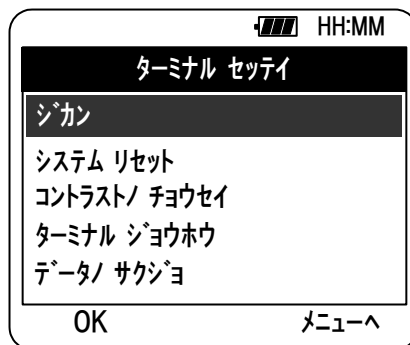 HH:MM
ﾀｰﾐﾅﾙ ｾｯﾃｲ
ｼﾞｶﾝ
ｼｽﾃﾑ ﾘｾｯﾄ
ｺﾝﾄﾗｽﾄﾉ ﾁｮｳｾｲ
ﾀｰﾐﾅﾙ ｼﾞｮｳﾎｳ
ﾃﾞｰﾀﾉ ｻｸｼﾞｮ
OK ﾒﾆｭｰﾍ